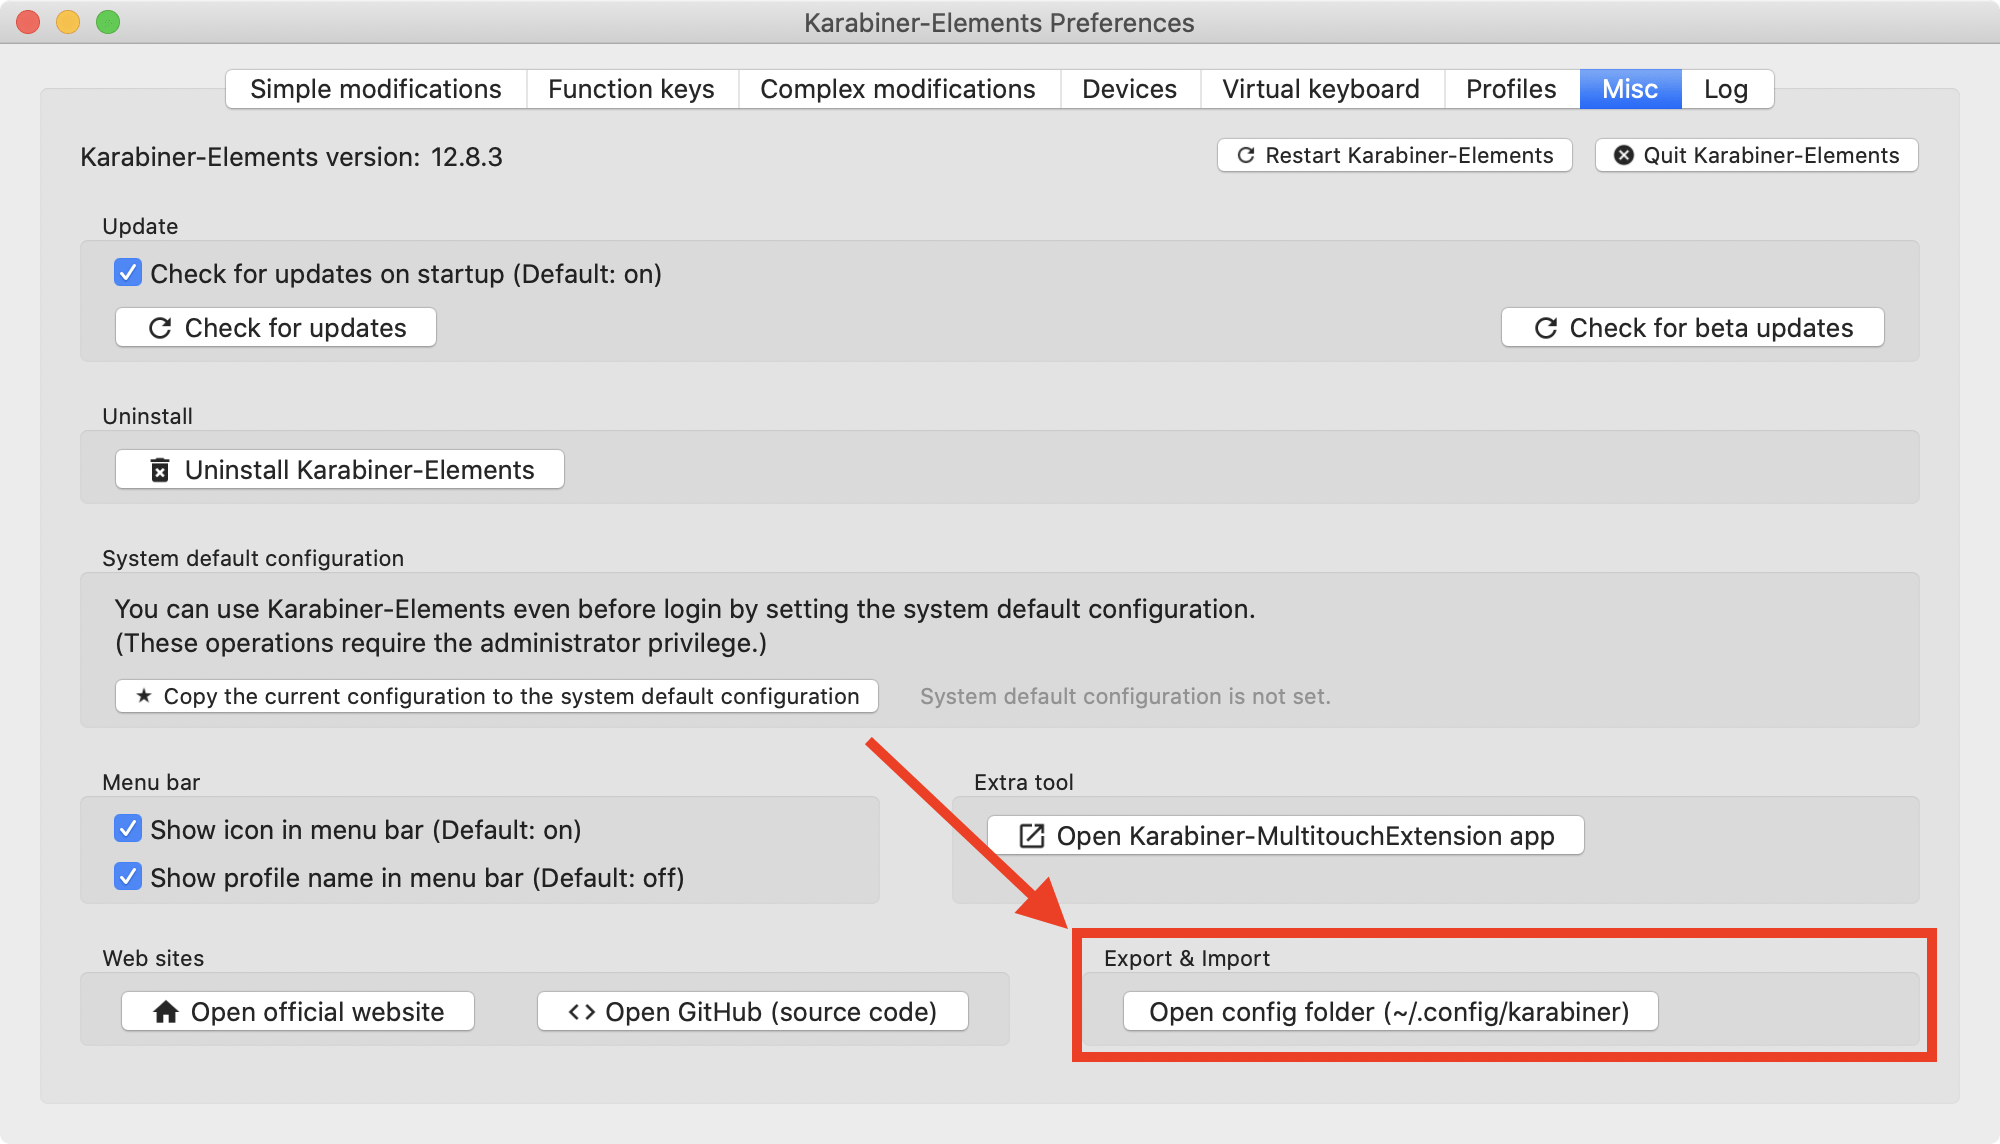 Karabiner-Elements Preferences
Simple modifications Function keys Complex modifications Devices Virtual keyboard Profiles Misc Log
Karabiner-Elements version: 12.8.3 Restart Karabiner-Elements Quit Karabiner-Elements
Update
Check for updates on startup (Default: on)
Check for updates Check for beta updates
Uninstall
Uninstall Karabiner-Elements
System default configuration
You can use Karabiner-Elements even before login by setting the system default configuration.
(These operations require the administrator privilege.)
Copy the current configuration to the system default configuration System default configuration is not set.
Menu bar
Show icon in menu bar (Default: on)
Show profile name in menu bar (Default: off)
Extra tool
Open Karabiner-MultitouchExtension app
Web sites
Open official website Open GitHub (source code)
Export & Import
Open config folder (~/.config/karabiner)